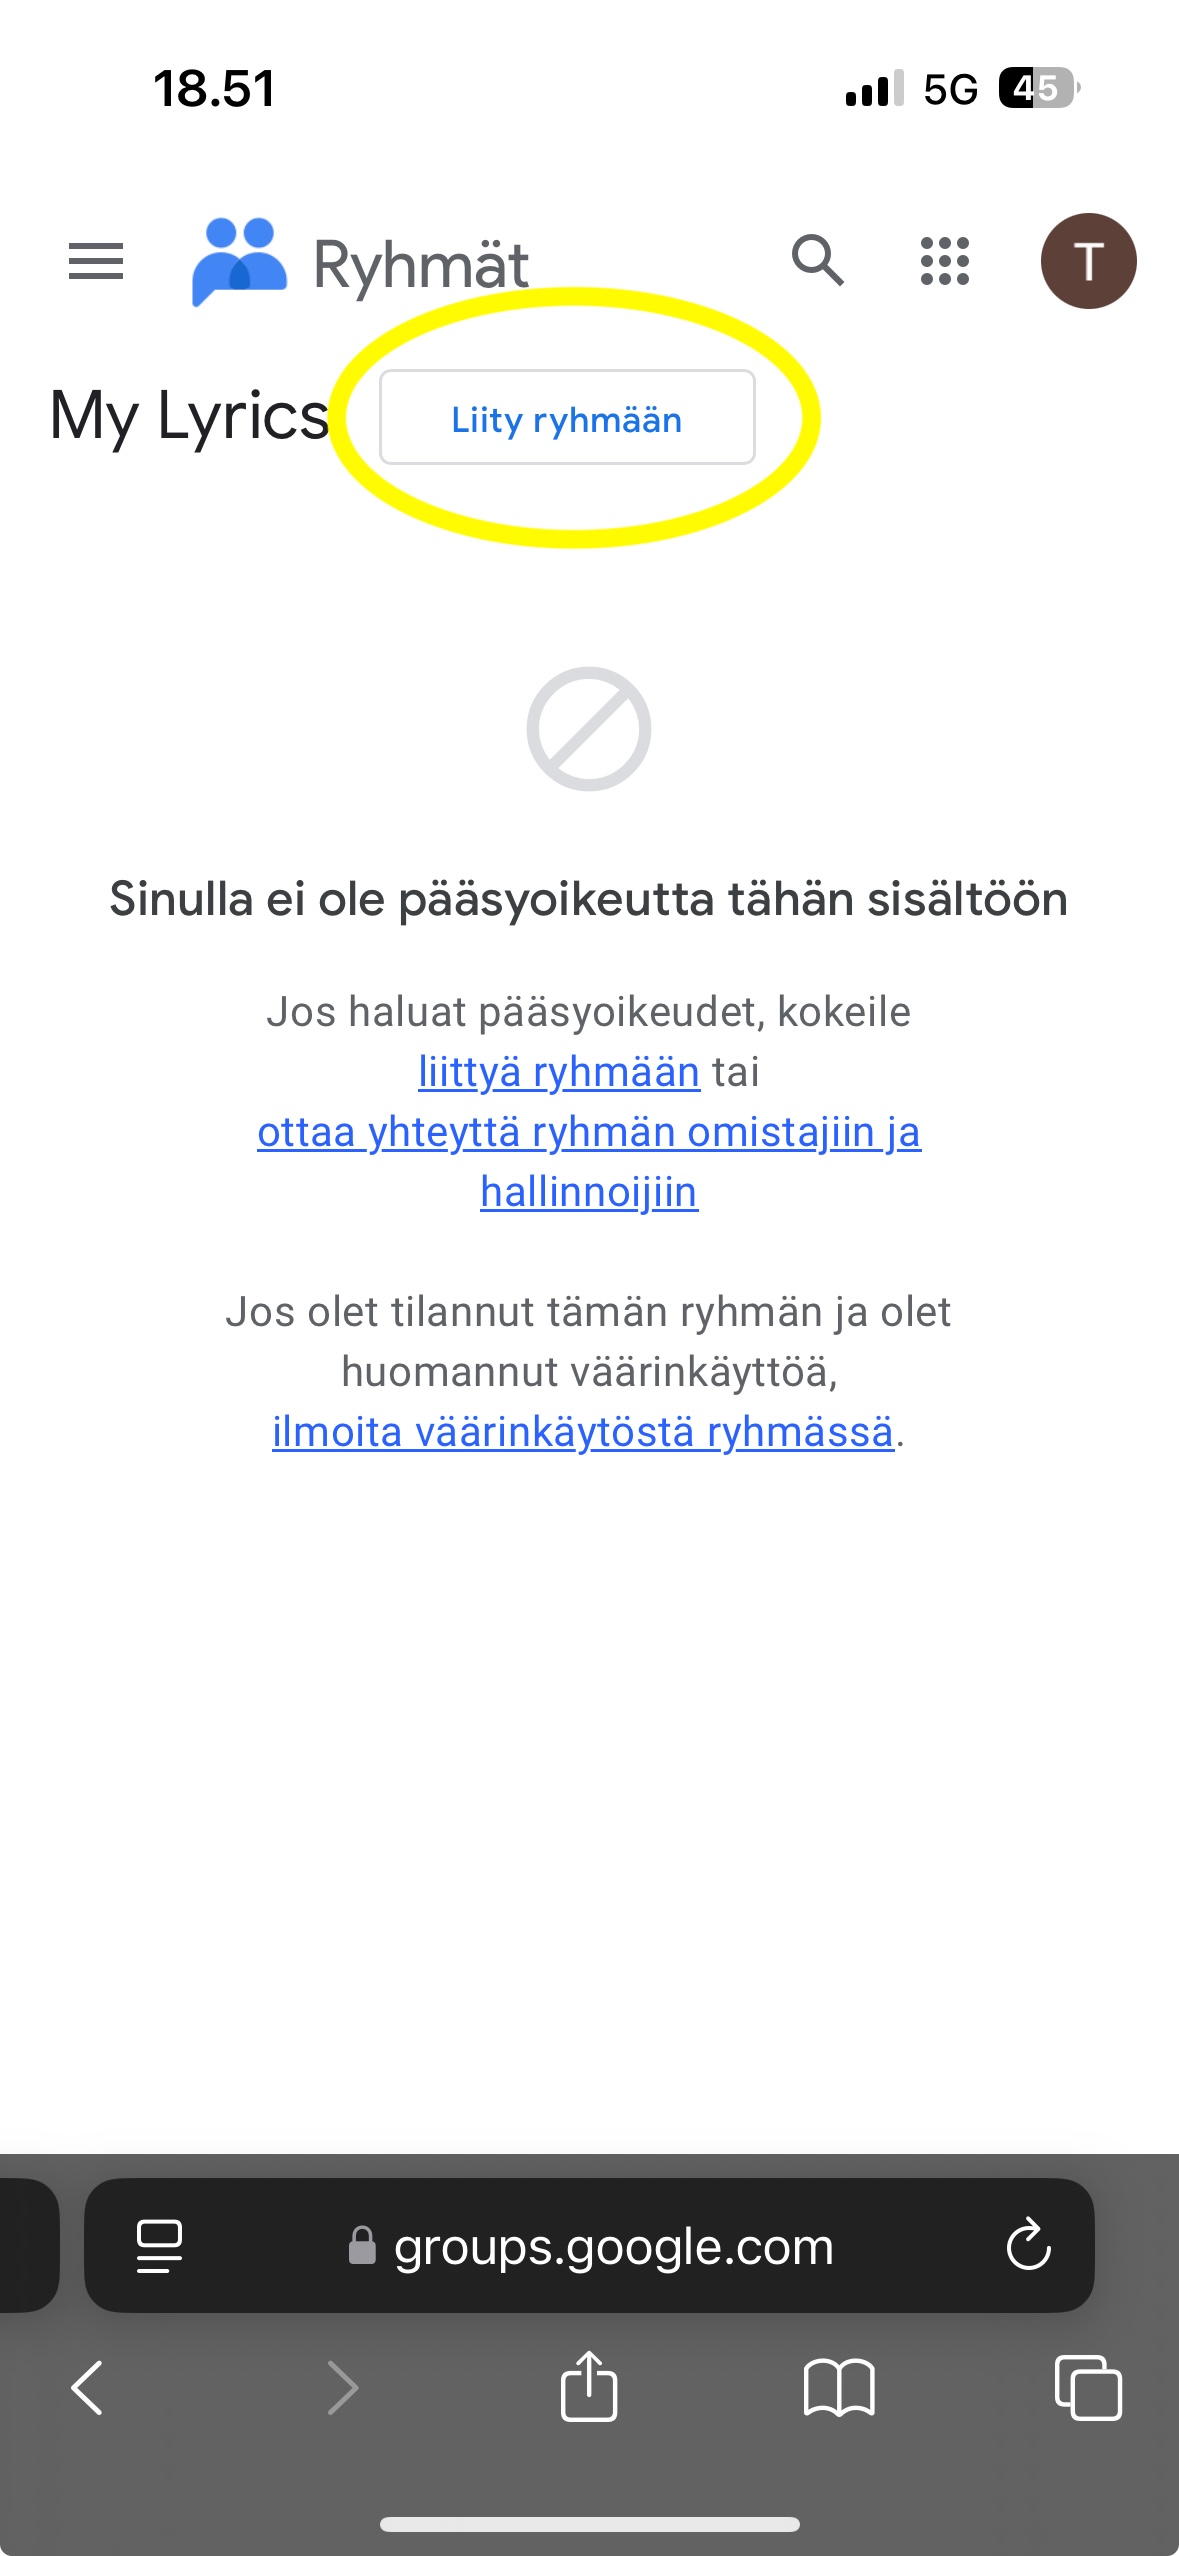 18.51
5G
45
Ryhmät
T
My Lyrics
Liity ryhmään
Sinulla ei ole pääsyoikeutta tähän sisältöön
Jos haluat pääsyoikeudet, kokeile
liittyä ryhmään tai
ottaa yhteyttä ryhmän omistajiin ja
hallinnoijiin
Jos olet tilannut tämän ryhmän ja olet
huomannut väärinkäyttöä,
ilmoita väärinkäytöstä ryhmässä.
groups.google.com